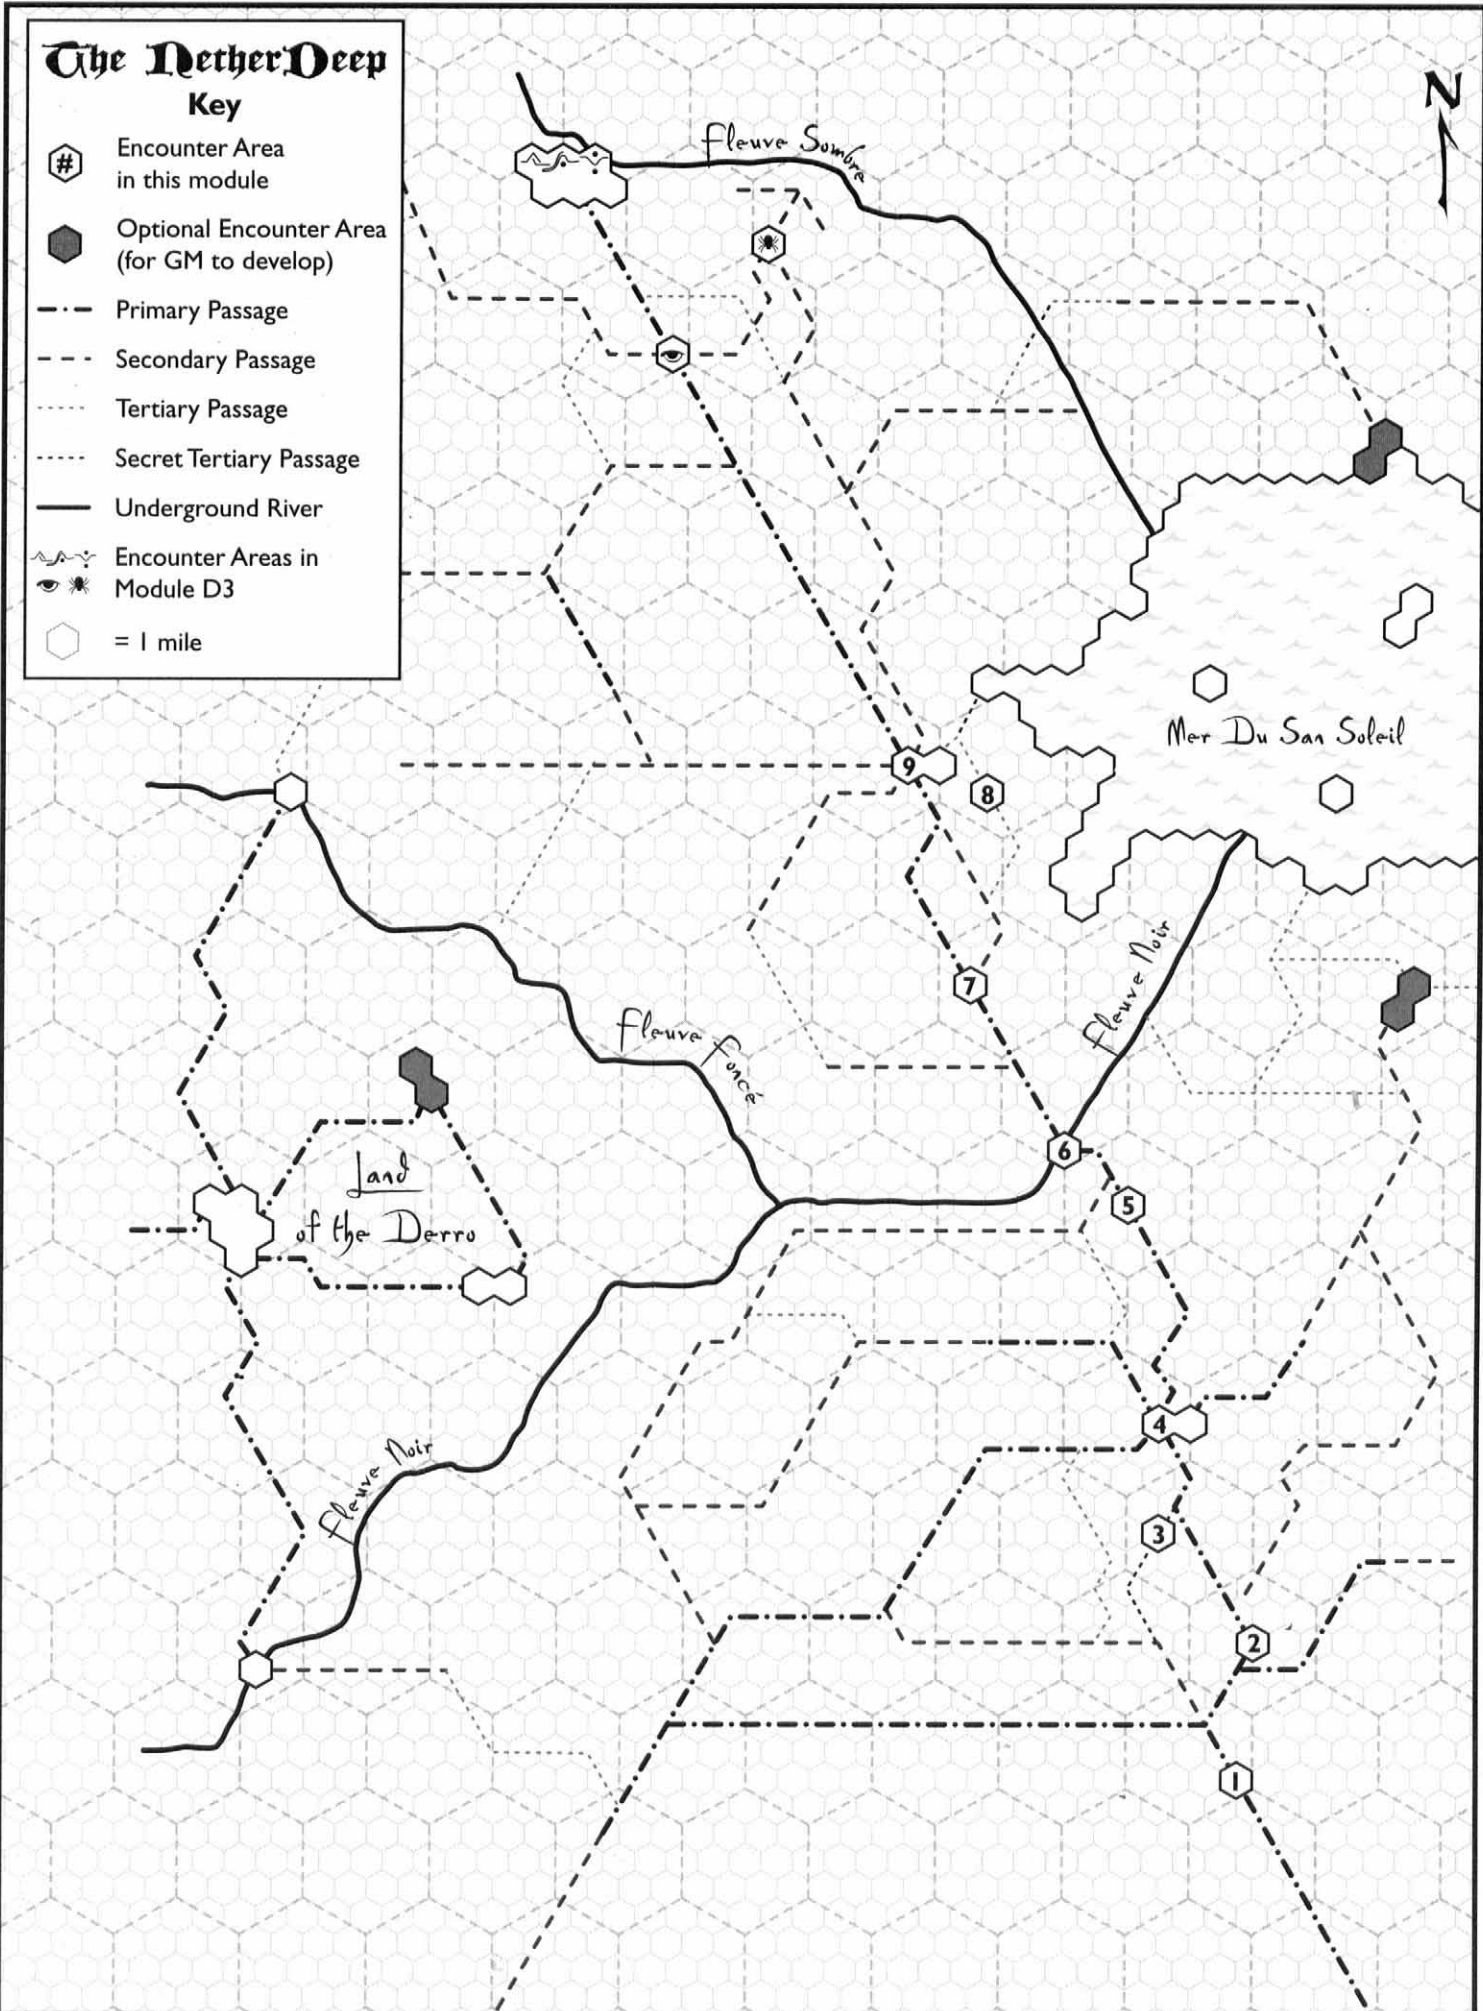 The NetherDeep
Key
#
Encounter Area
in this module
Optional Encounter Area
(for GM to develop)
Primary Passage
Secondary Passage
Tertiary Passage
Secret Tertiary Passage
Underground River
Encounter Areas in
Module D3
= 1 mile
N
Fleuve Sombre
Mer Du San Soleil
9
8
7
Fleuve Noir
Fleuve Foncé
6
Land
of the Derro
5
4
Fleuve Noir
3
2
1